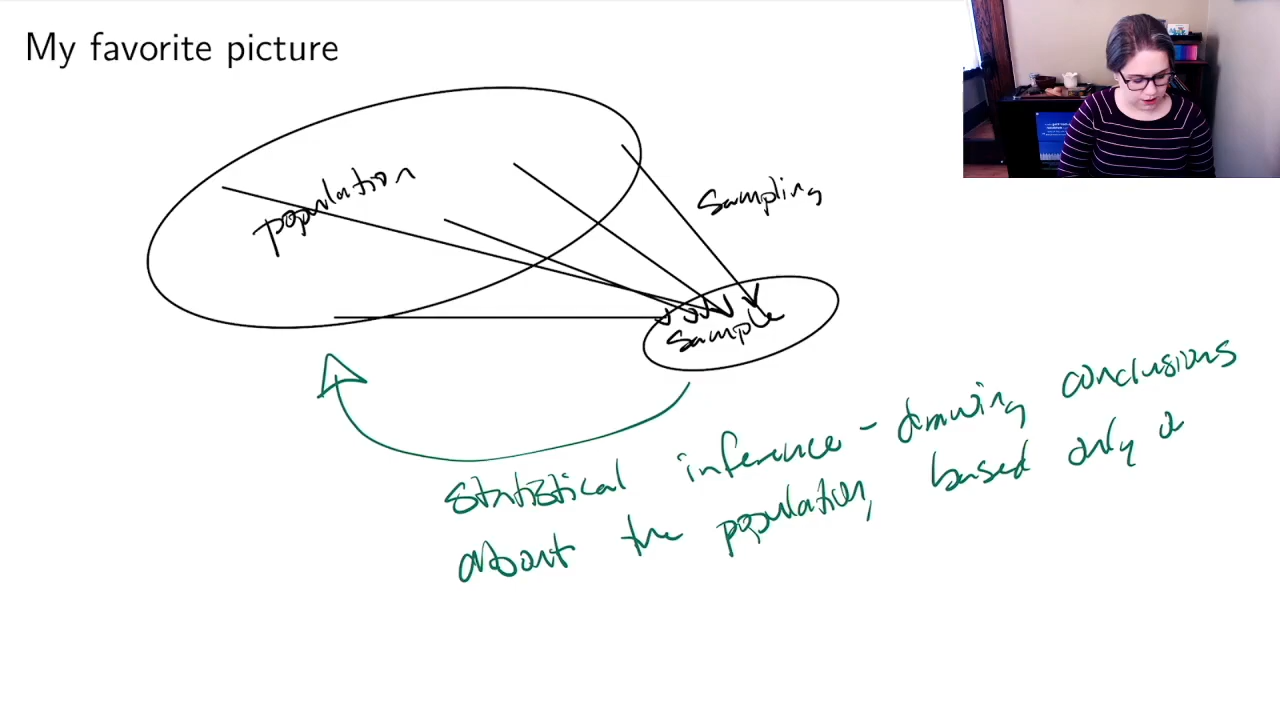 My favorite picture
population
Sampling
Sample
Statistical inference - drawing conclusions
about the population, based only o